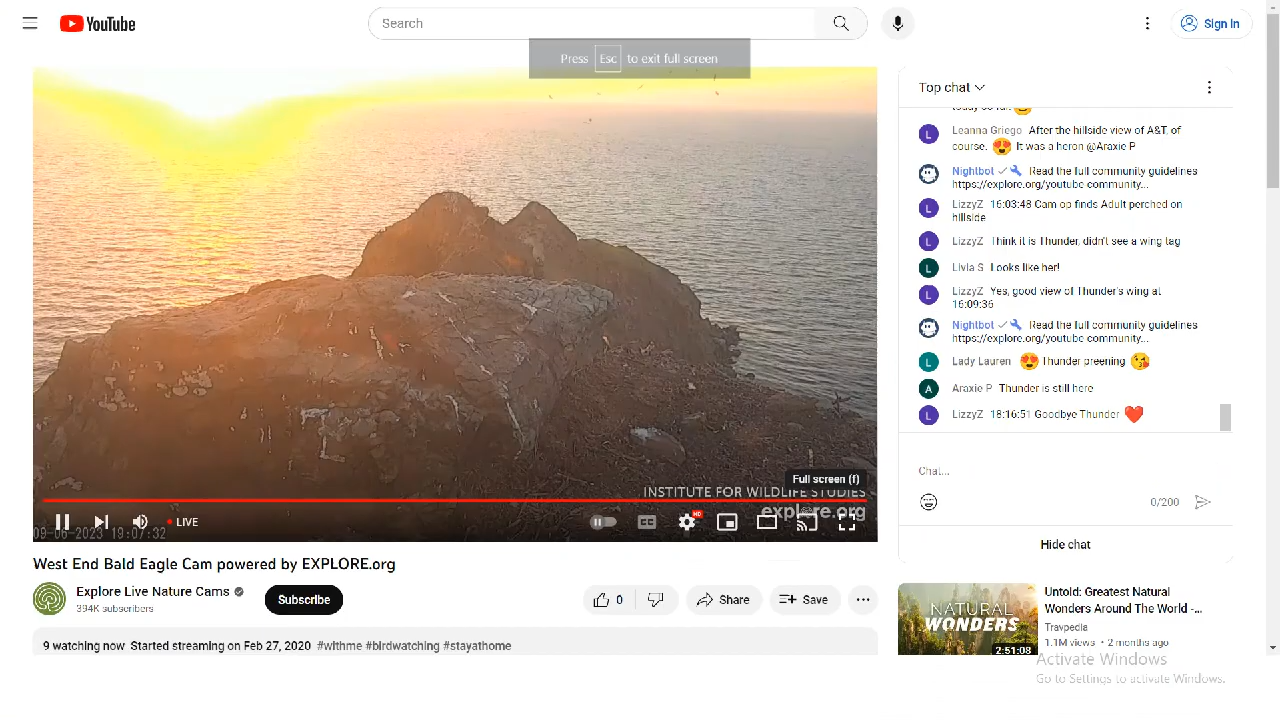 YouTube
Search
Sign in
Press Esc to exit full screen
Top chat
today so far!
Leanna Griego After the hillside view of A&T, of
course. 😍 It was a heron @Araxie P
Nightbot Read the full community guidelines
https://explore.org/youtube-community...
LizzyZ 16:03:48 Cam op finds Adult perched on
hillside
LizzyZ Think it is Thunder, didn't see a wing tag
Livia S Looks like her!
LizzyZ Yes, good view of Thunder's wing at
16:09:36
Nightbot Read the full community guidelines
https://explore.org/youtube-community...
Lady Lauren 😍 Thunder preening 😘
Araxie P Thunder is still here
LizzyZ 18:16:51 Goodbye Thunder ❤️
Chat...
0/200
Hide chat
Full screen (f)
INSTITUTE FOR WILDLIFE STUDIES
explore.org
LIVE
CC
HD
09-06-2023 19:07:32
West End Bald Eagle Cam powered by EXPLORE.org
Explore Live Nature Cams
394K subscribers
Subscribe
0
Share
Save
9 watching now Started streaming on Feb 27, 2020 #withme #birdwatching #stayathome
NATURAL
WONDERS
2:51:08
Untold: Greatest Natural
Wonders Around The World -...
Travpedia
1.1M views • 2 months ago
Activate Windows
Go to Settings to activate Windows.